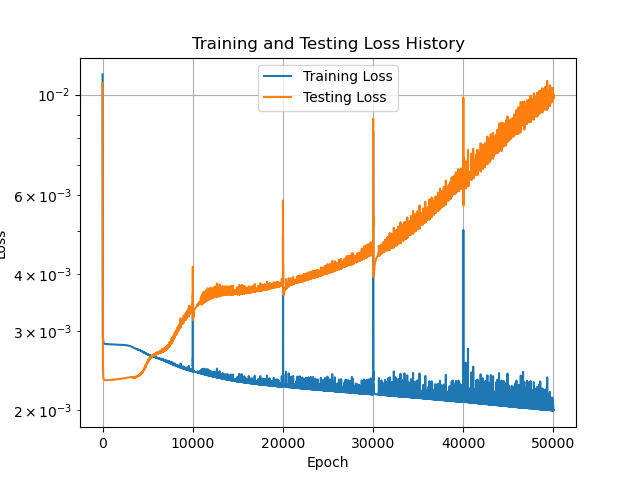 Training and Testing Loss History
Training Loss
Testing Loss
10⁻²
6 × 10⁻³
4 × 10⁻³
3 × 10⁻³
2 × 10⁻³
Loss
0 10000 20000 30000 40000 50000
Epoch